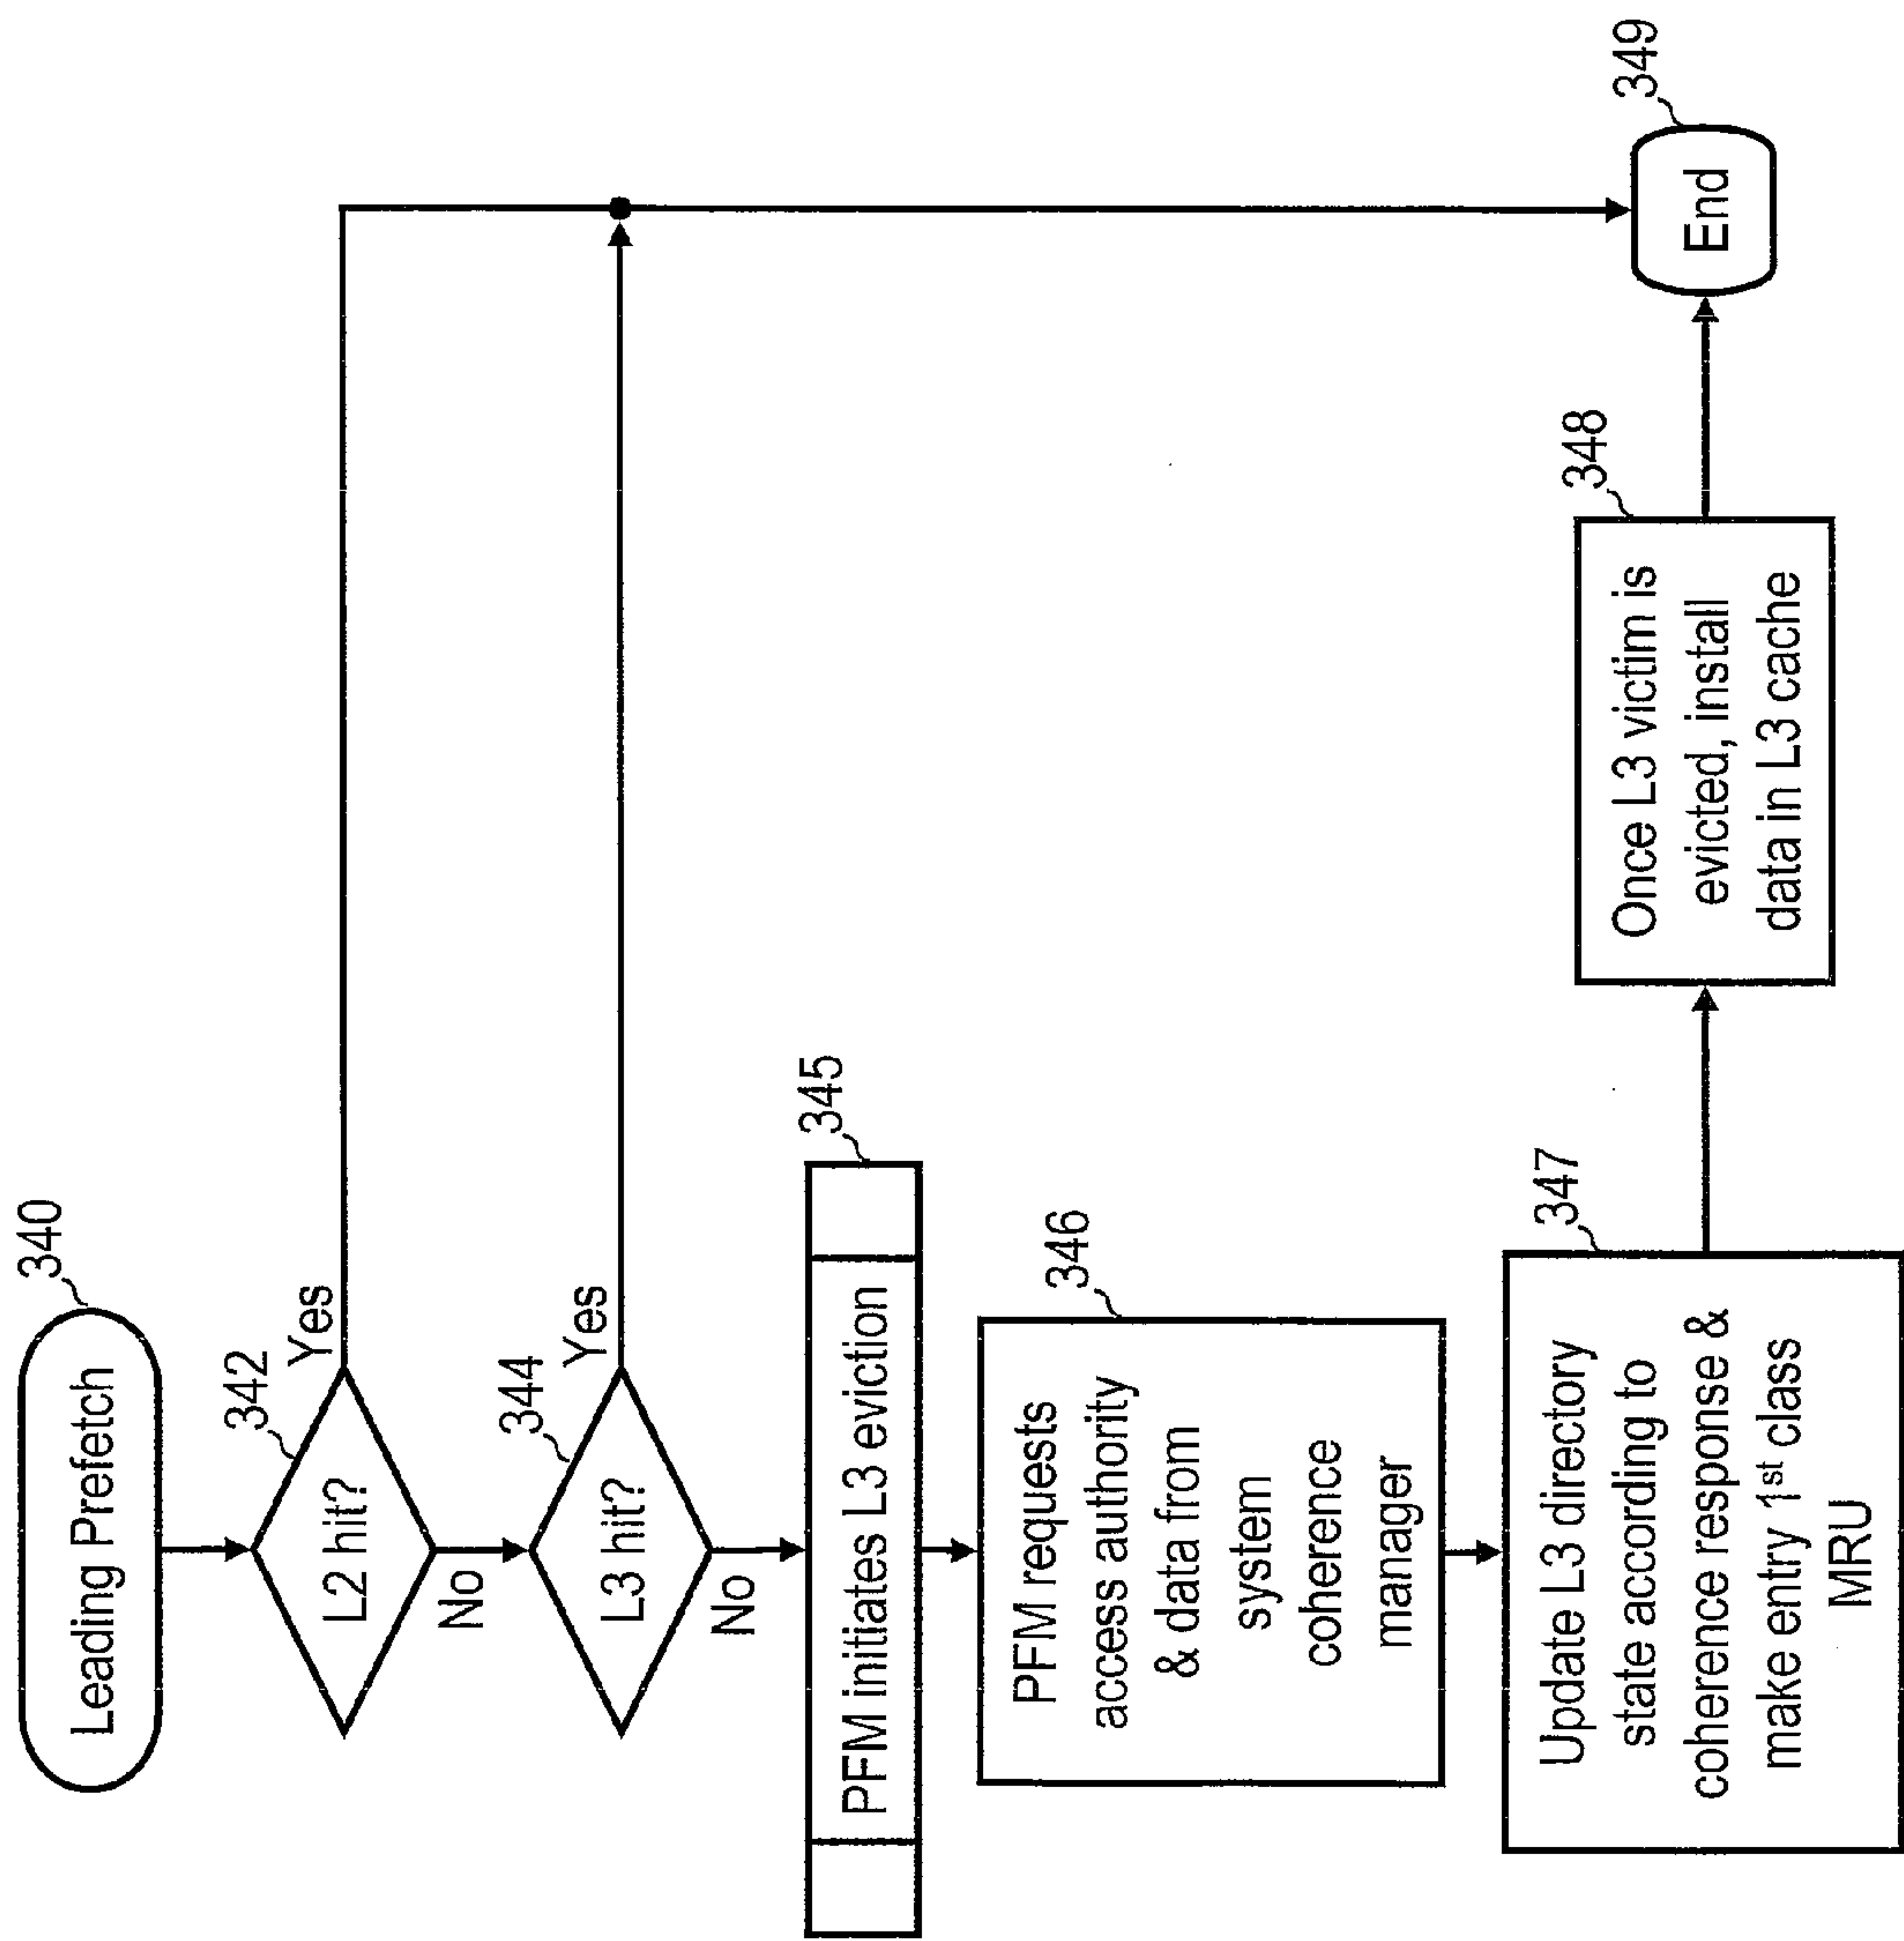 340
Leading Prefetch
342
L2 hit?
Yes
No
344
L3 hit?
Yes
No
345
PFM initiates L3 eviction
346
PFM requests
access authority
& data from
system
coherence
manager
347
Update L3 directory
state according to
coherence response &
make entry 1st class
MRU
348
Once L3 victim is
evicted, install
data in L3 cache
349
End